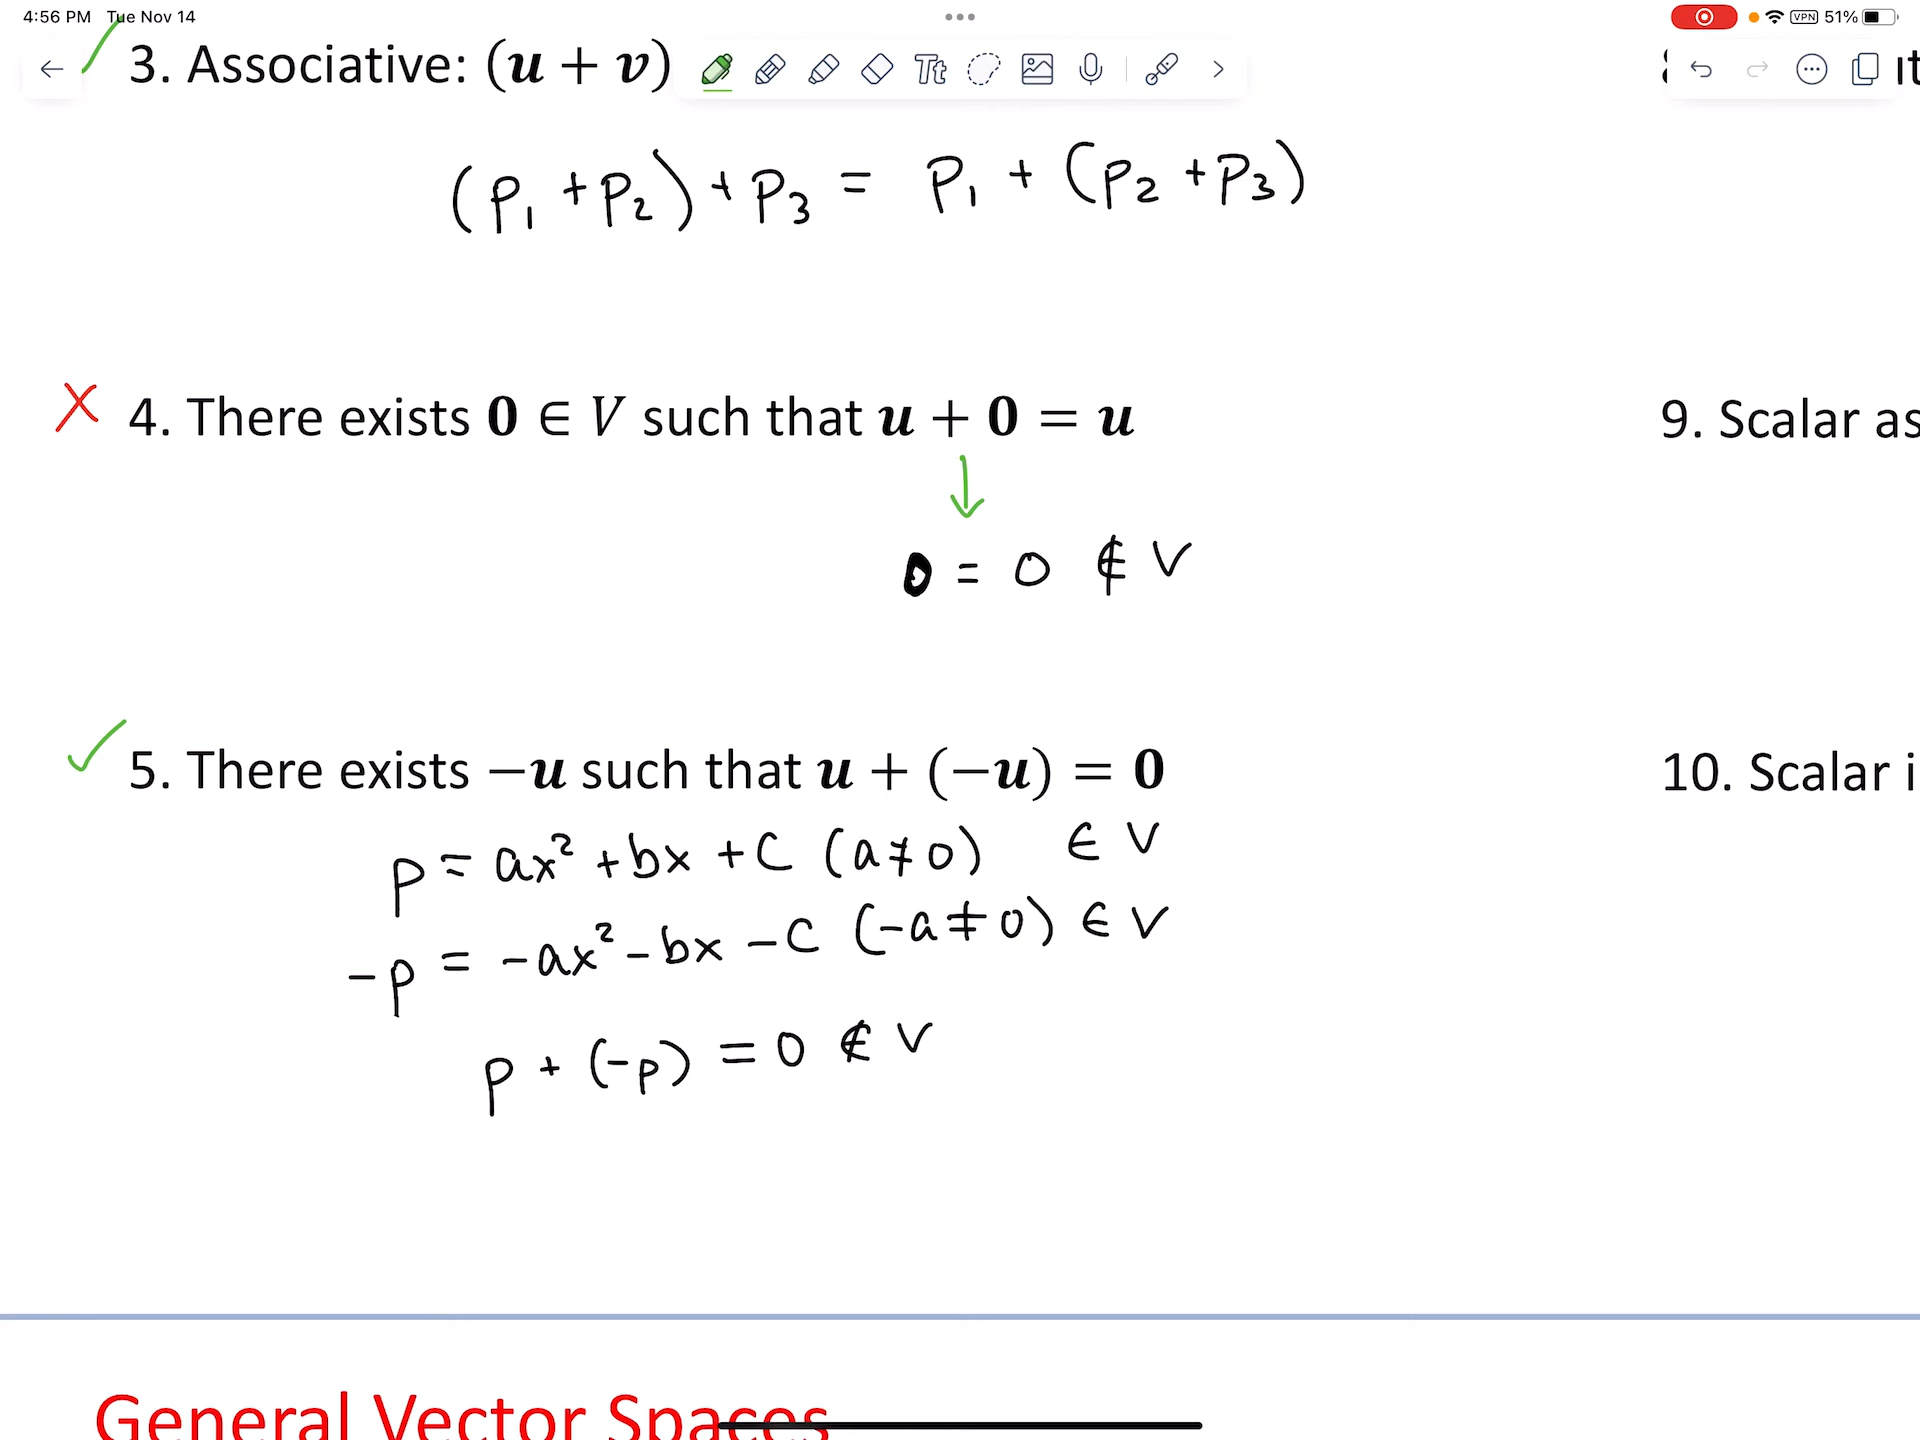 4:56 PM Tue Nov 14
VPN 51%
3. Associative: (u + v)
Tt
(p₁ + p₂) + p₃ = p₁ + (p₂ + p₃)
4. There exists 0 ∈ V such that u + 0 = u
9. Scalar as
0 = 0 ∉ V
5. There exists −u such that u + (−u) = 0
10. Scalar i
p = ax² + bx + c (a ≠ 0) ∈ V
-p = -ax² - bx - c (-a ≠ 0) ∈ V
p + (-p) = 0 ∉ V
General Vector Spaces